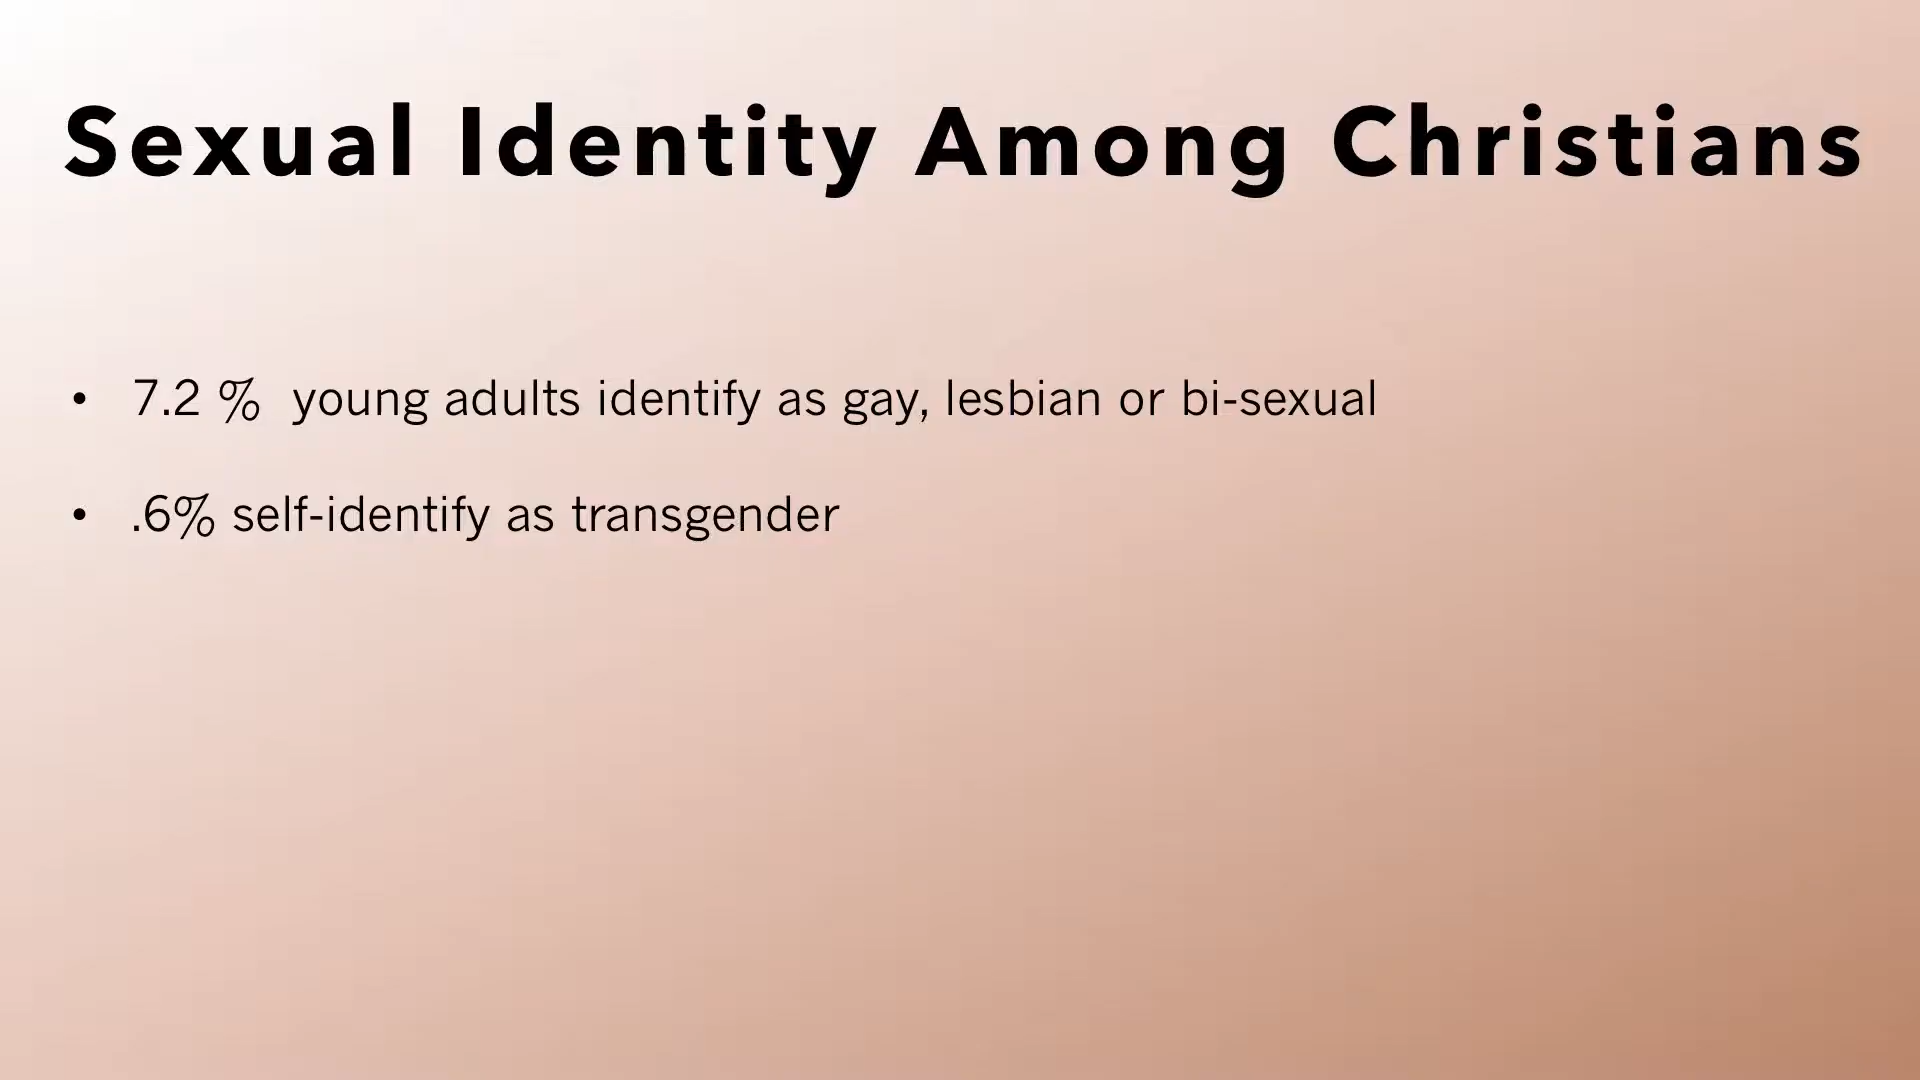 Sexual Identity Among Christians
• 7.2 %  young adults identify as gay, lesbian or bi-sexual
• .6% self-identify as transgender